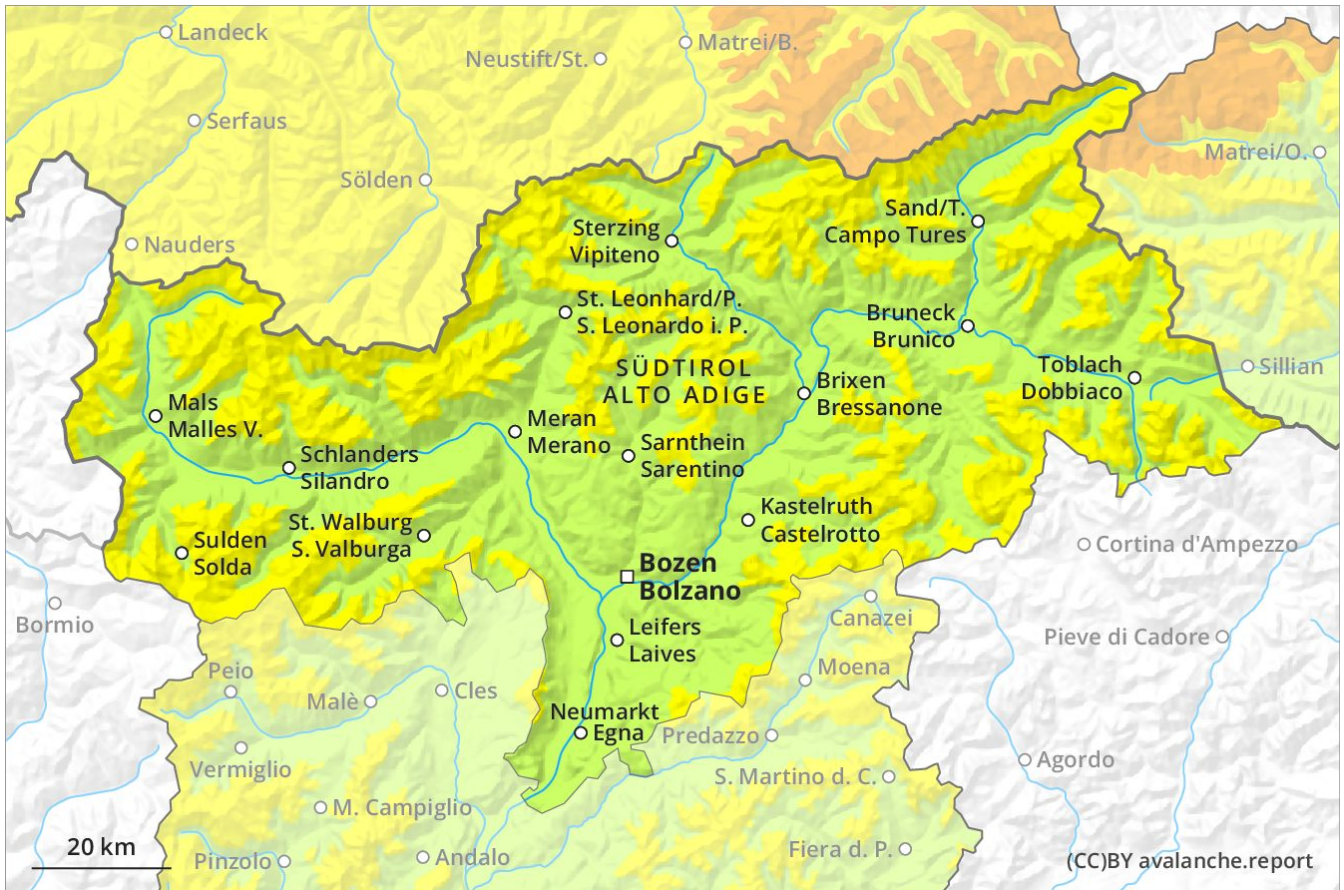 Landeck
Neustift/St.
Matrei/B.
Serfaus
Matrei/O.
Sölden
Sand/T.
Campo Tures
Sterzing
Vipiteno
Nauders
St. Leonhard/P.
S. Leonardo i. P.
Bruneck
Brunico
SÜDTIROL
ALTO ADIGE
Toblach
Dobbiaco
Sillian
Brixen
Bressanone
Mals
Malles V.
Meran
Merano
Sarnthein
Sarentino
Schlanders
Silandro
Kastelruth
Castelrotto
St. Walburg
S. Valburga
Sulden
Solda
Cortina d'Ampezzo
Bozen
Bolzano
Bormio
Canazei
Leifers
Laives
Pieve di Cadore
Peio
Moena
Malè
Cles
Neumarkt
Egna
Predazzo
Vermiglio
Agordo
S. Martino d. C.
M. Campiglio
20 km
Pinzolo
Andalo
Fiera d. P.
(CC)BY avalanche.report